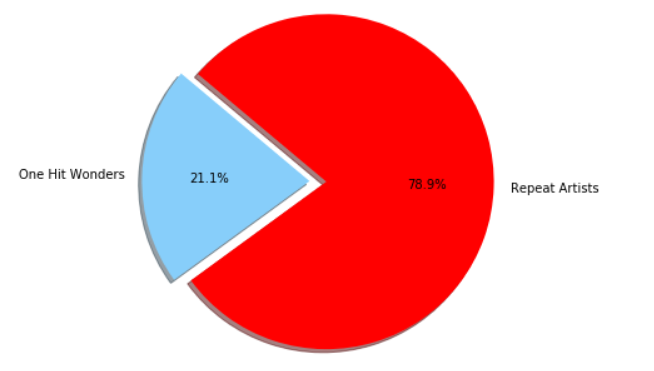 One Hit Wonders
21.1%
78.9%
Repeat Artists